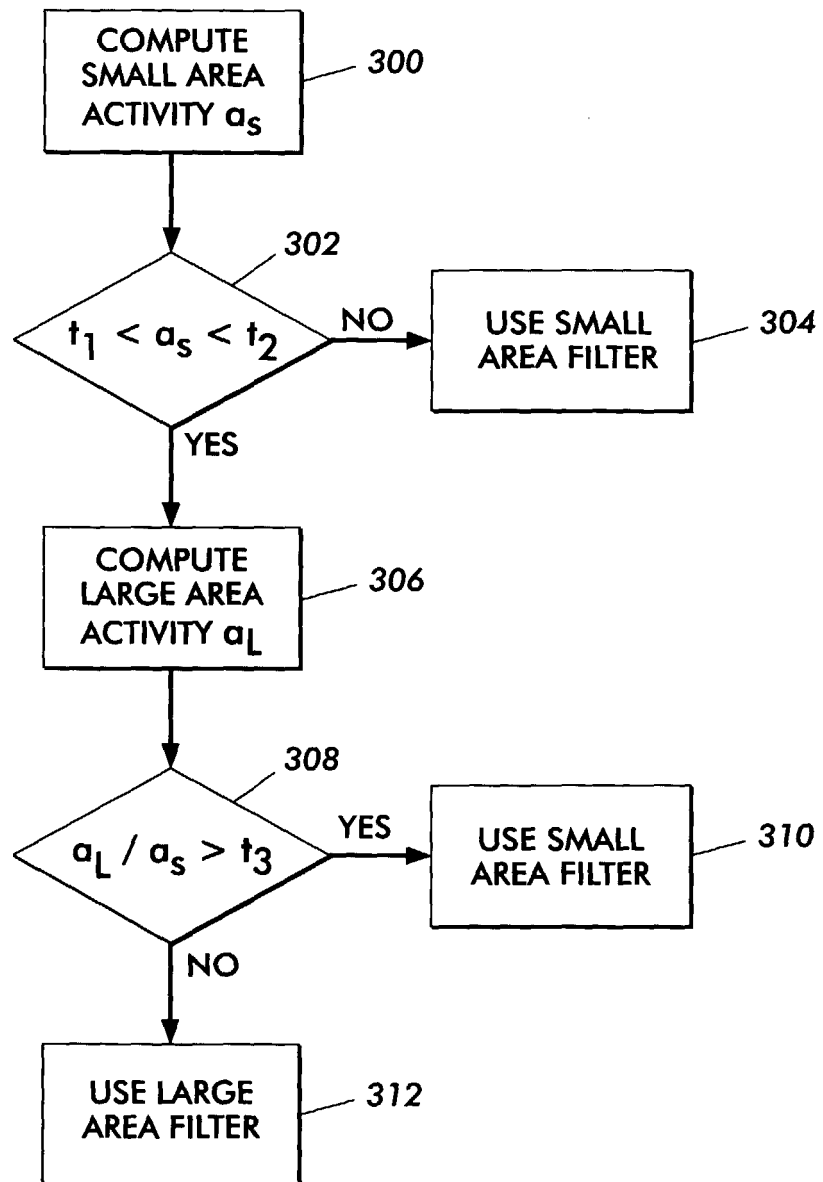 COMPUTE
SMALL AREA
ACTIVITY aS
300
302
t1 < aS < t2
NO
USE SMALL
AREA FILTER
304
YES
COMPUTE
LARGE AREA
ACTIVITY aL
306
308
aL / aS > t3
YES
USE SMALL
AREA FILTER
310
NO
USE LARGE
AREA FILTER
312